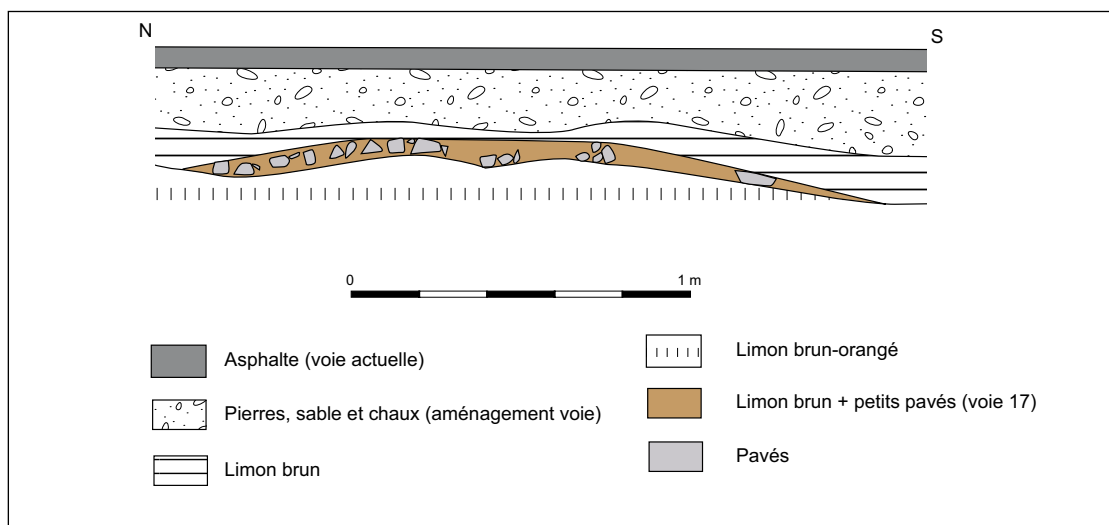 N
S
0
1 m
Asphalte (voie actuelle)
Pierres, sable et chaux (aménagement voie)
Limon brun
Limon brun-orangé
Limon brun + petits pavés (voie 17)
Pavés